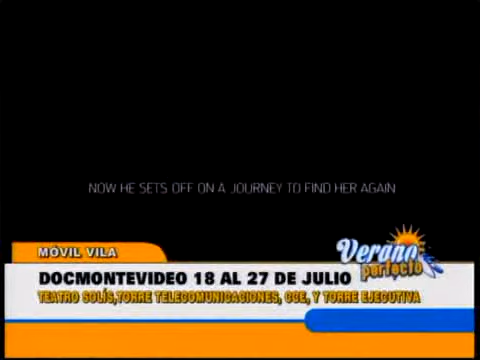 NOW HE SETS OFF ON A JOURNEY TO FIND HER AGAIN
MÓVIL VILA
Verano
perfecto
DOCMONTEVIDEO 18 AL 27 DE JULIO
TEATRO SOLÍS,TORRE TELECOMUNICACIONES, CCE, Y TORRE EJECUTIVA